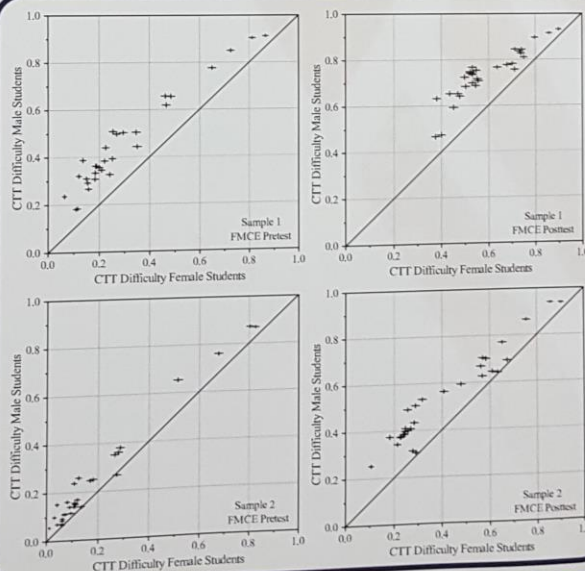 1.0
0.8
0.6
0.4
0.2
0.0
CTT Difficulty Male Students
Sample 1
FMCE Pretest
0.0 0.2 0.4 0.6 0.8 1.0
CTT Difficulty Female Students
1.0
0.8
0.6
0.4
0.2
0.0
CTT Difficulty Male Students
Sample 1
FMCE Posttest
0.0 0.2 0.4 0.6 0.8 1.
CTT Difficulty Female Students
1.0
0.8
0.6
0.4
0.2
0.0
CTT Difficulty Male Students
Sample 2
FMCE Pretest
0.0 0.2 0.4 0.6 0.8 1.0
CTT Difficulty Female Students
1.0
0.8
0.6
0.4
0.2
0.0
CTT Difficulty Male Students
Sample 2
FMCE Posttest
0.0 0.2 0.4 0.6 0.8 1.
CTT Difficulty Female Students